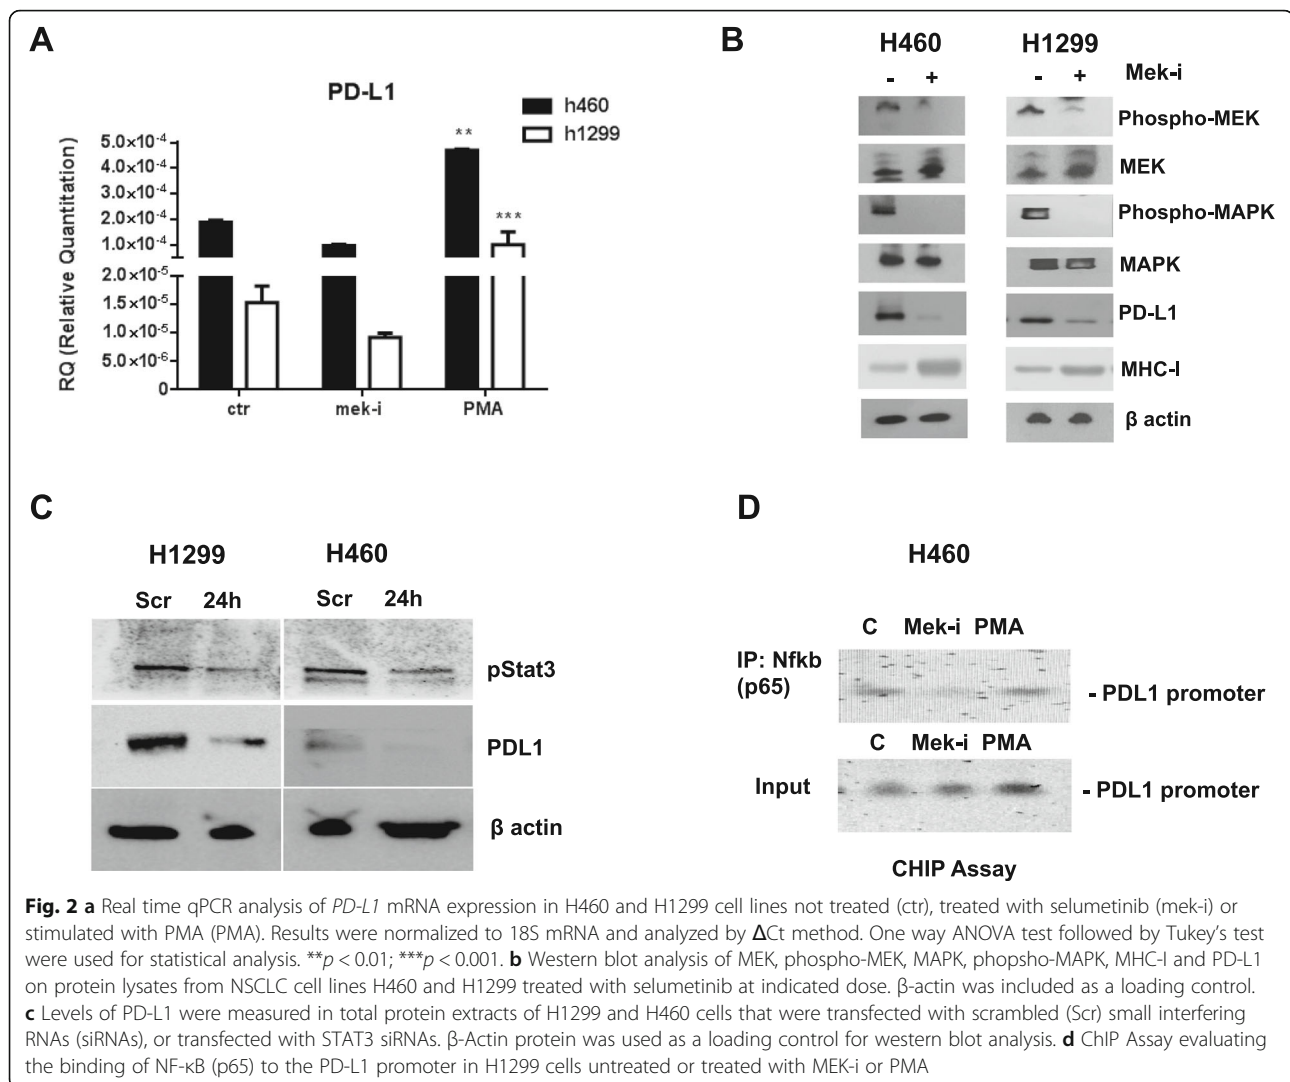 A
PD-L1
h460
h1299
RQ (Relative Quantitation)
5.0×10⁻⁴
4.0×10⁻⁴
3.0×10⁻⁴
2.0×10⁻⁴
1.0×10⁻⁴
2.0×10⁻⁵
1.5×10⁻⁵
1.0×10⁻⁵
5.0×10⁻⁶
0
**
***
ctr mek-i PMA
B
H460 H1299
- + - + Mek-i
Phospho-MEK
MEK
Phospho-MAPK
MAPK
PD-L1
MHC-I
β actin
C
H1299 H460
Scr 24h Scr 24h
pStat3
PDL1
β actin
D
H460
C Mek-i PMA
IP: Nfkb
(p65)
- PDL1 promoter
C Mek-i PMA
Input
- PDL1 promoter
CHIP Assay
Fig. 2 a Real time qPCR analysis of PD-L1 mRNA expression in H460 and H1299 cell lines not treated (ctr), treated with selumetinib (mek-i) or
stimulated with PMA (PMA). Results were normalized to 18S mRNA and analyzed by ΔCt method. One way ANOVA test followed by Tukey's test
were used for statistical analysis. **p < 0.01; ***p < 0.001. b Western blot analysis of MEK, phospho-MEK, MAPK, phopsho-MAPK, MHC-I and PD-L1
on protein lysates from NSCLC cell lines H460 and H1299 treated with selumetinib at indicated dose. β-actin was included as a loading control.
c Levels of PD-L1 were measured in total protein extracts of H1299 and H460 cells that were transfected with scrambled (Scr) small interfering
RNAs (siRNAs), or transfected with STAT3 siRNAs. β-Actin protein was used as a loading control for western blot analysis. d ChIP Assay evaluating
the binding of NF-κB (p65) to the PD-L1 promoter in H1299 cells untreated or treated with MEK-i or PMA